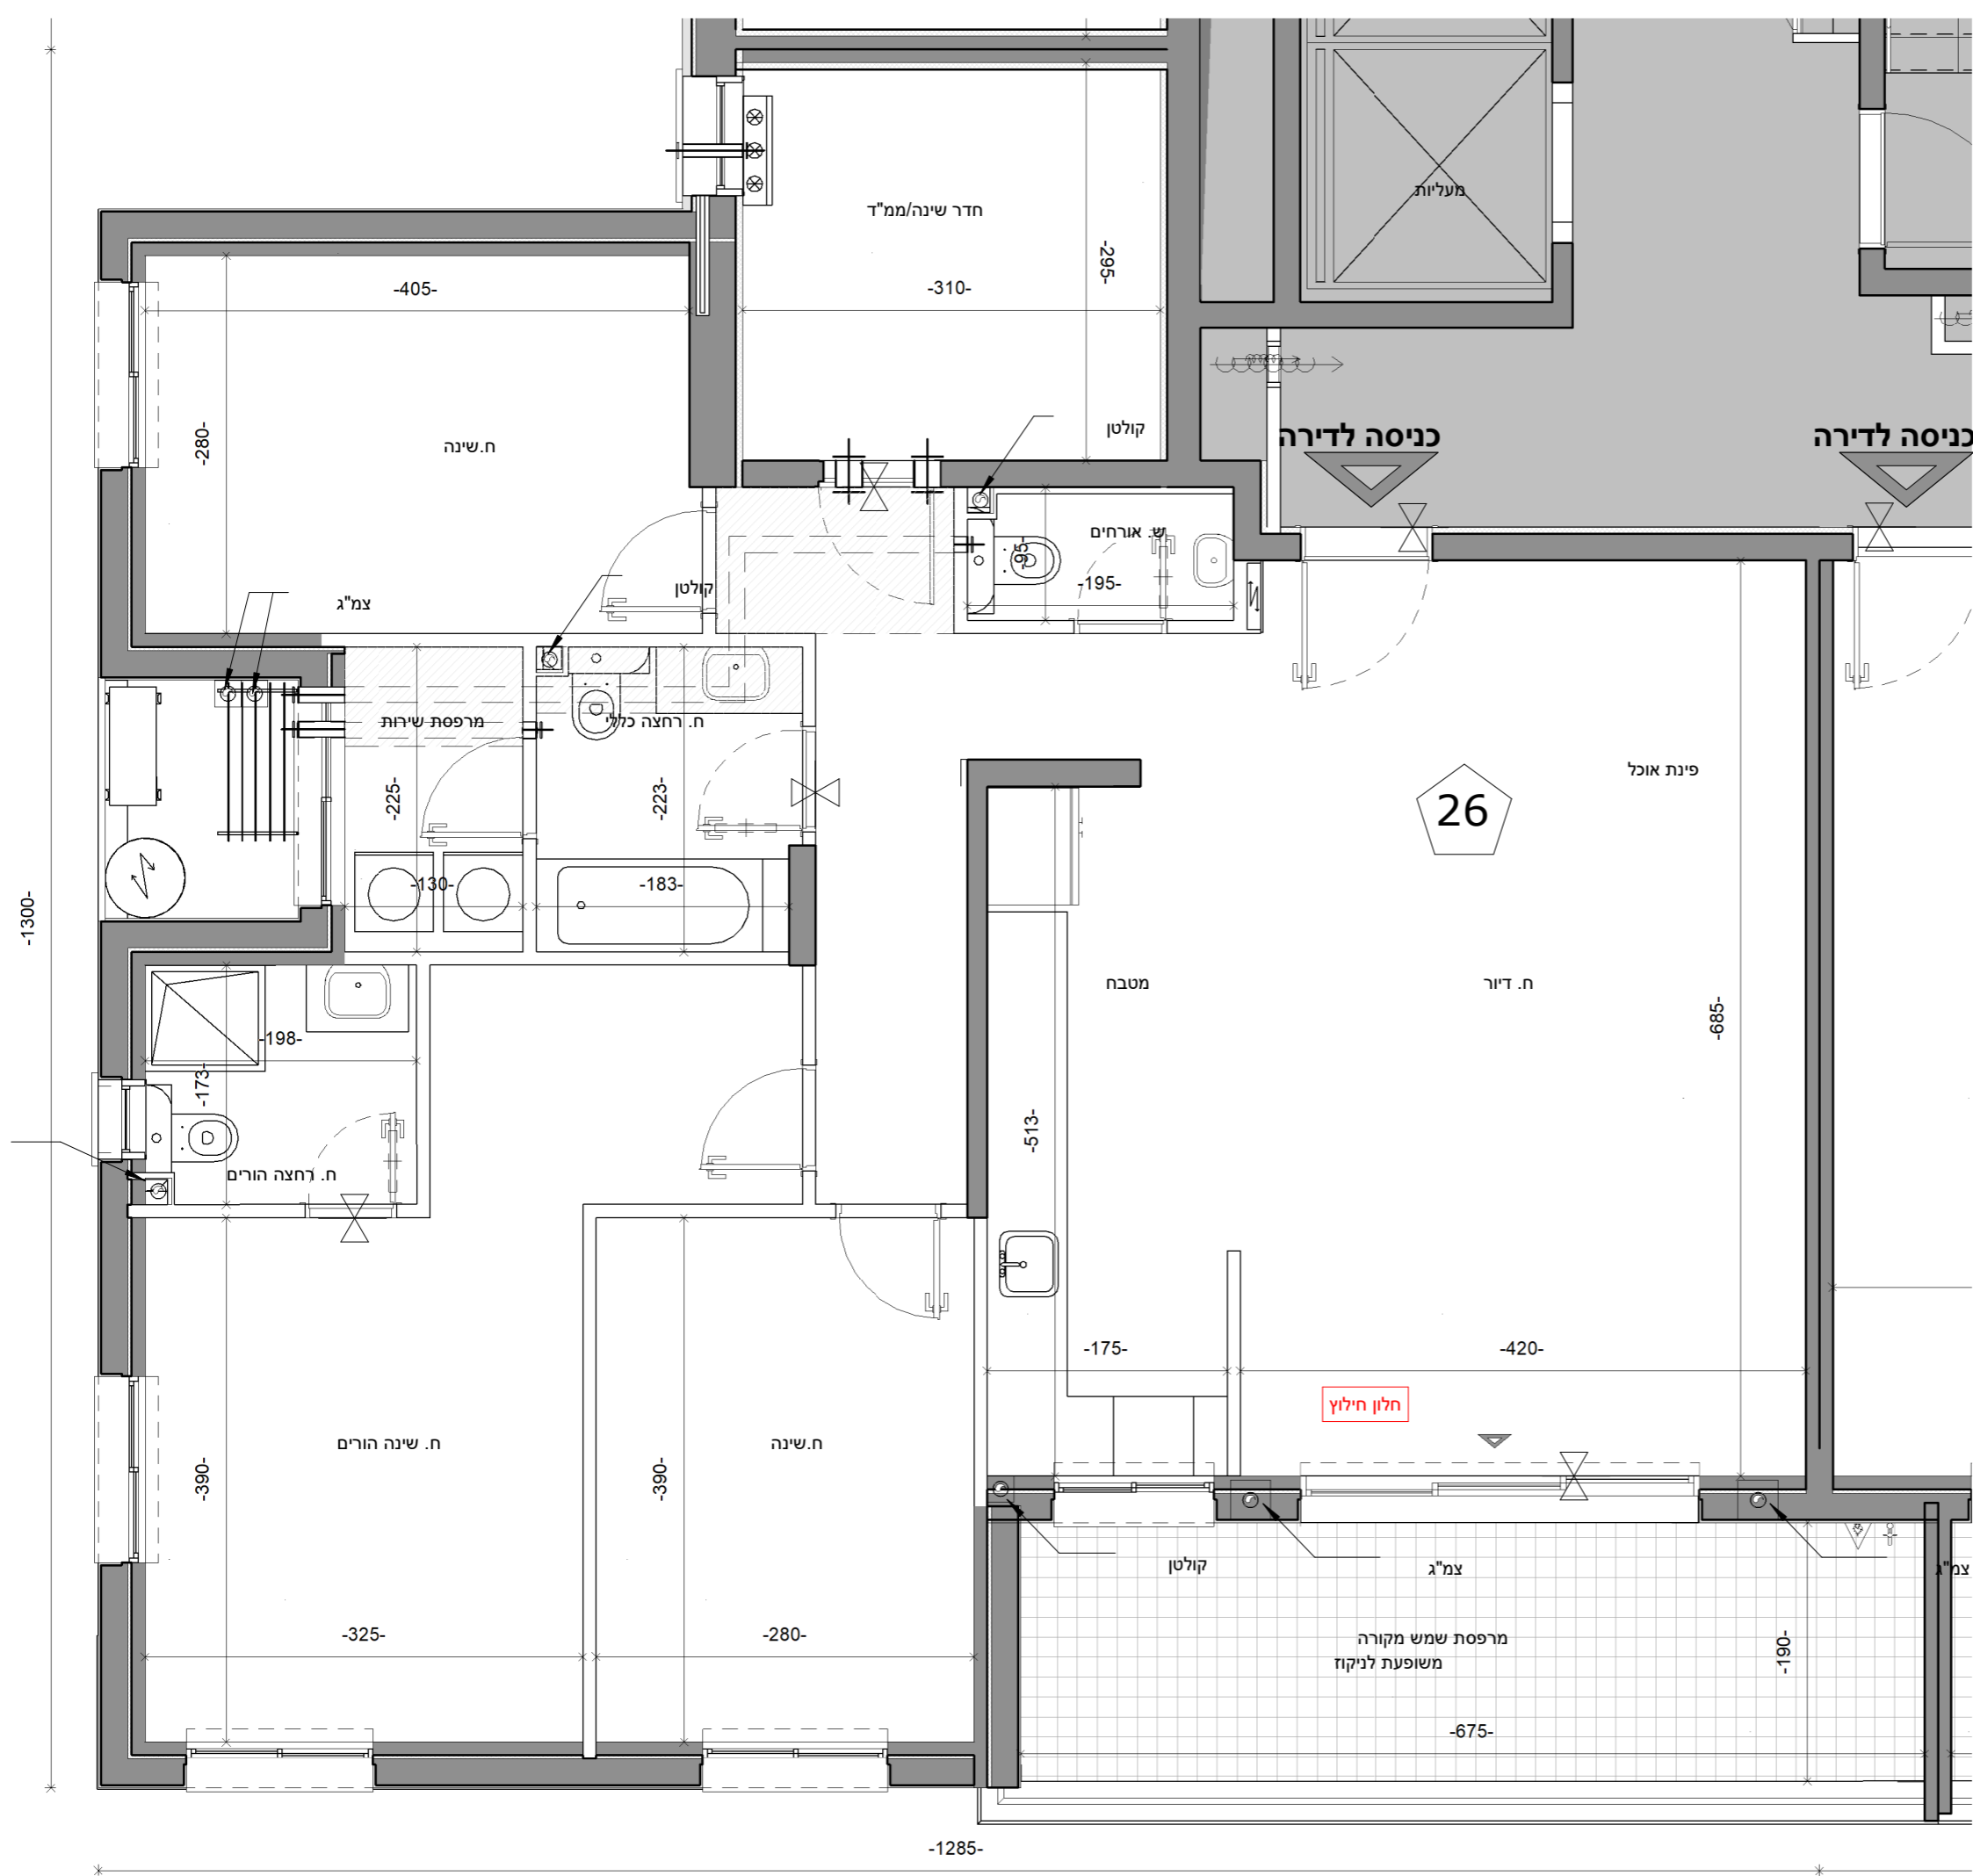 מעליות
חדר שינה/ממ"ד
-295-
-310-
-405-
-280-
ח.שינה
קולטן
כניסה לדירה
כניסה לדירה
ש. אורחים
-95-
-195-
קולטן
צמ"ג
מרפסת שירות
ח. רחצה כללי
-225-
-223-
-130-
-183-
פינת אוכל
26
-1300-
מטבח
ח. דיור
-685-
-198-
-173-
-513-
ח. רחצה הורים
-175-
-420-
חלון חילוץ
ח. שינה הורים
ח.שינה
-390-
-390-
קולטן
צמ"ג
צמ"ג
-325-
-280-
מרפסת שמש מקורה
משופעת לניקוז
-190-
-675-
-1285-